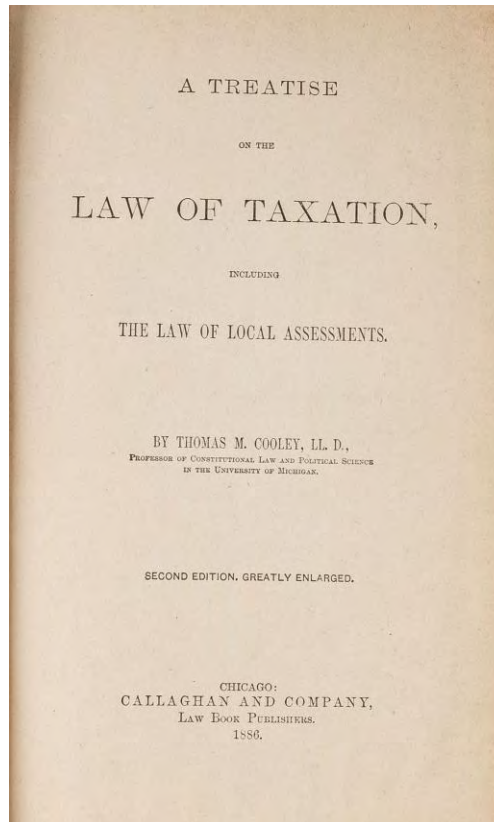 A TREATISE
ON THE
LAW OF TAXATION,
INCLUDING
THE LAW OF LOCAL ASSESSMENTS.
BY THOMAS M. COOLEY, LL. D.,
PROFESSOR OF CONSTITUTIONAL LAW AND POLITICAL SCIENCE
IN THE UNIVERSITY OF MICHIGAN.
SECOND EDITION. GREATLY ENLARGED.
CHICAGO:
CALLAGHAN AND COMPANY,
LAW BOOK PUBLISHERS.
1886.